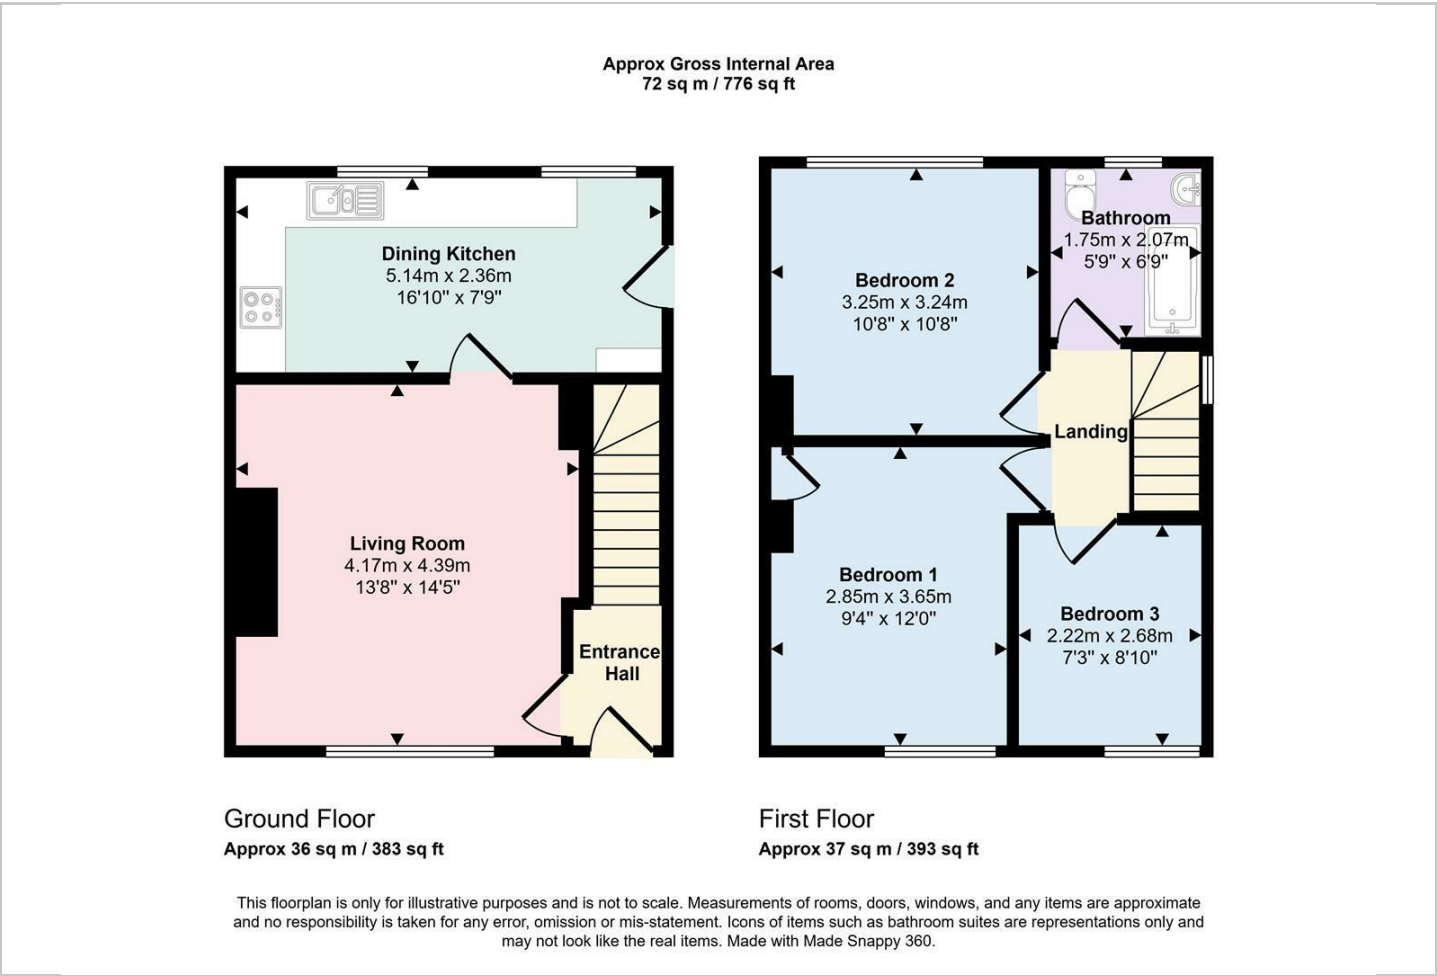 Approx Gross Internal Area
72 sq m / 776 sq ft
Dining Kitchen
5.14m x 2.36m
16'10" x 7'9"
Living Room
4.17m x 4.39m
13'8" x 14'5"
Entrance
Hall
Bedroom 2
3.25m x 3.24m
10'8" x 10'8"
Bathroom
1.75m x 2.07m
5'9" x 6'9"
Landing
Bedroom 1
2.85m x 3.65m
9'4" x 12'0"
Bedroom 3
2.22m x 2.68m
7'3" x 8'10"
Ground Floor
Approx 36 sq m / 383 sq ft
First Floor
Approx 37 sq m / 393 sq ft
This floorplan is only for illustrative purposes and is not to scale. Measurements of rooms, doors, windows, and any items are approximate
and no responsibility is taken for any error, omission or mis-statement. Icons of items such as bathroom suites are representations only and
may not look like the real items. Made with Made Snappy 360.